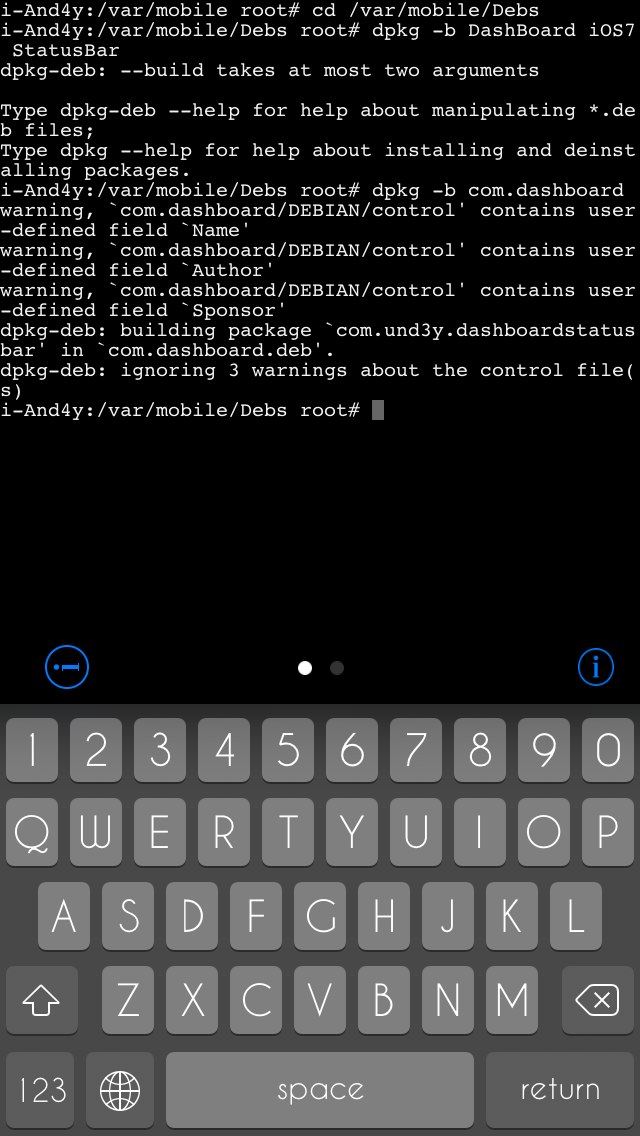 i-And4y:/var/mobile root# cd /var/mobile/Debs
i-And4y:/var/mobile/Debs root# dpkg -b DashBoard iOS7
 StatusBar
dpkg-deb: --build takes at most two arguments

Type dpkg-deb --help for help about manipulating *.de
b files;
Type dpkg --help for help about installing and deinst
alling packages.
i-And4y:/var/mobile/Debs root# dpkg -b com.dashboard
warning, `com.dashboard/DEBIAN/control' contains user
-defined field `Name'
warning, `com.dashboard/DEBIAN/control' contains user
-defined field `Author'
warning, `com.dashboard/DEBIAN/control' contains user
-defined field `Sponsor'
dpkg-deb: building package `com.und3y.dashboardstatus
bar' in `com.dashboard.deb'.
dpkg-deb: ignoring 3 warnings about the control file(
s)
i-And4y:/var/mobile/Debs root#
i
1 2 3 4 5 6 7 8 9 0
Q W E R T Y U I O P
A S D F G H J K L
Z X C V B N M
123 space return